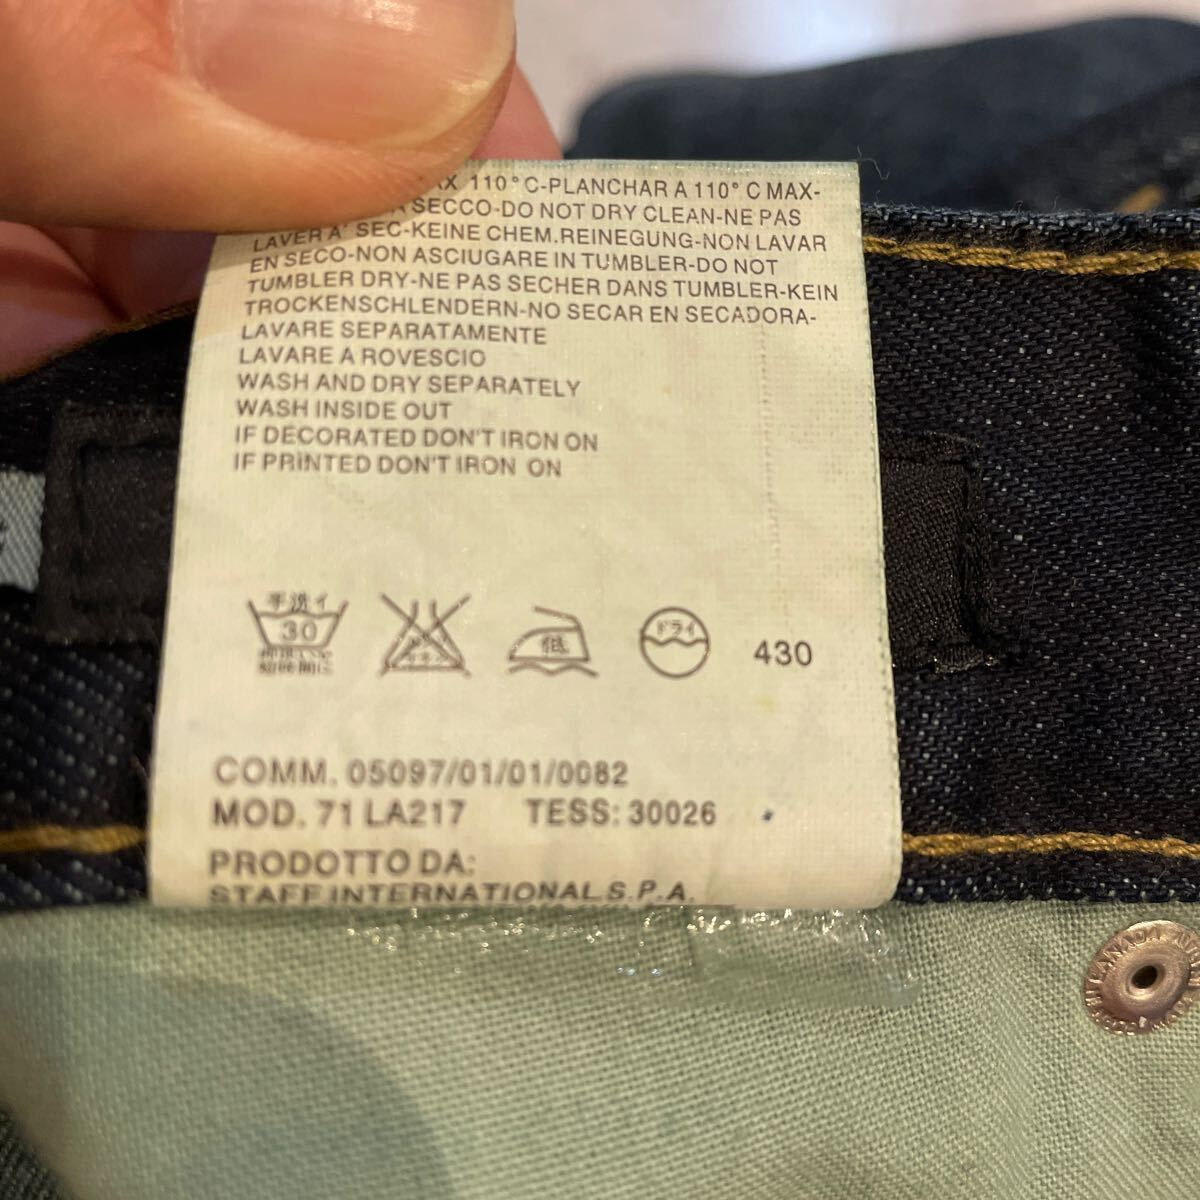 110°C-PLANCHAR A 110° C MAX-
SECCO-DO NOT DRY CLEAN-NE PAS
LAVER A' SEC-KEINE CHEM.REINEGUNG-NON LAVAR
EN SECO-NON ASCIUGARE IN TUMBLER-DO NOT
TUMBLER DRY-NE PAS SECHER DANS TUMBLER-KEIN
TROCKENSCHLENDERN-NO SECAR EN SECADORA-
LAVARE SEPARATAMENTE
LAVARE A ROVESCIO
WASH AND DRY SEPARATELY
WASH INSIDE OUT
IF DECORATED DON'T IRON ON
IF PRINTED DON'T IRON ON
手洗イ
30
低
ドライ
430
COMM. 05097/01/01/0082
MOD. 71 LA217 TESS: 30026
PRODOTTO DA:
STAFF INTERNATIONAL S.P.A.
CANADA